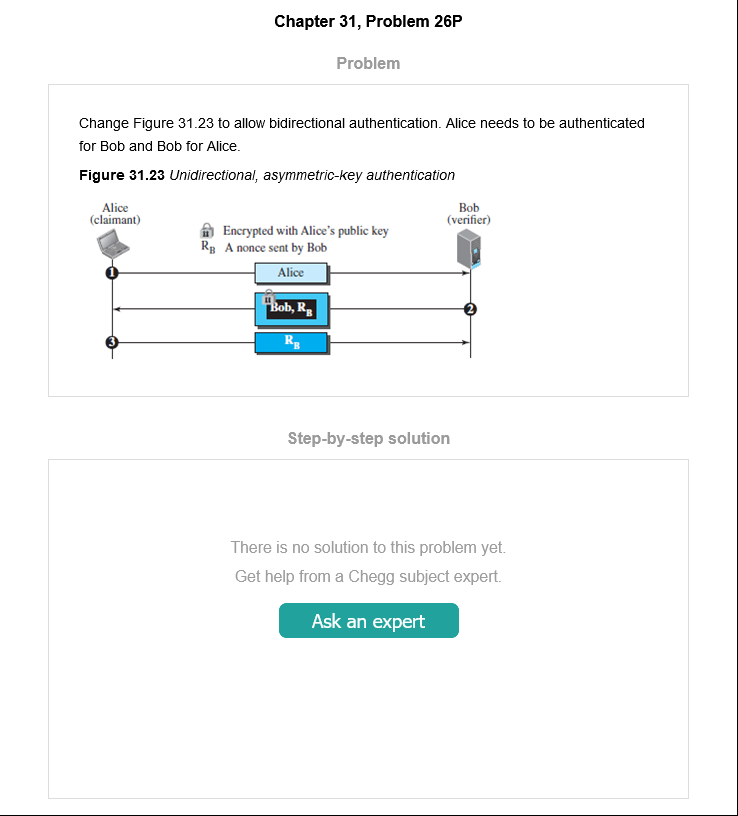 Chapter 31, Problem 26P
Problem
Change Figure 31.23 to allow bidirectional authentication. Alice needs to be authenticated
for Bob and Bob for Alice.
Figure 31.23 Unidirectional, asymmetric-key authentication
Alice
(claimant)
Bob
(verifier)
Encrypted with Alice's public key
RB A nonce sent by Bob
1
Alice
Bob, RB
2
3
RB
Step-by-step solution
There is no solution to this problem yet.
Get help from a Chegg subject expert.
Ask an expert